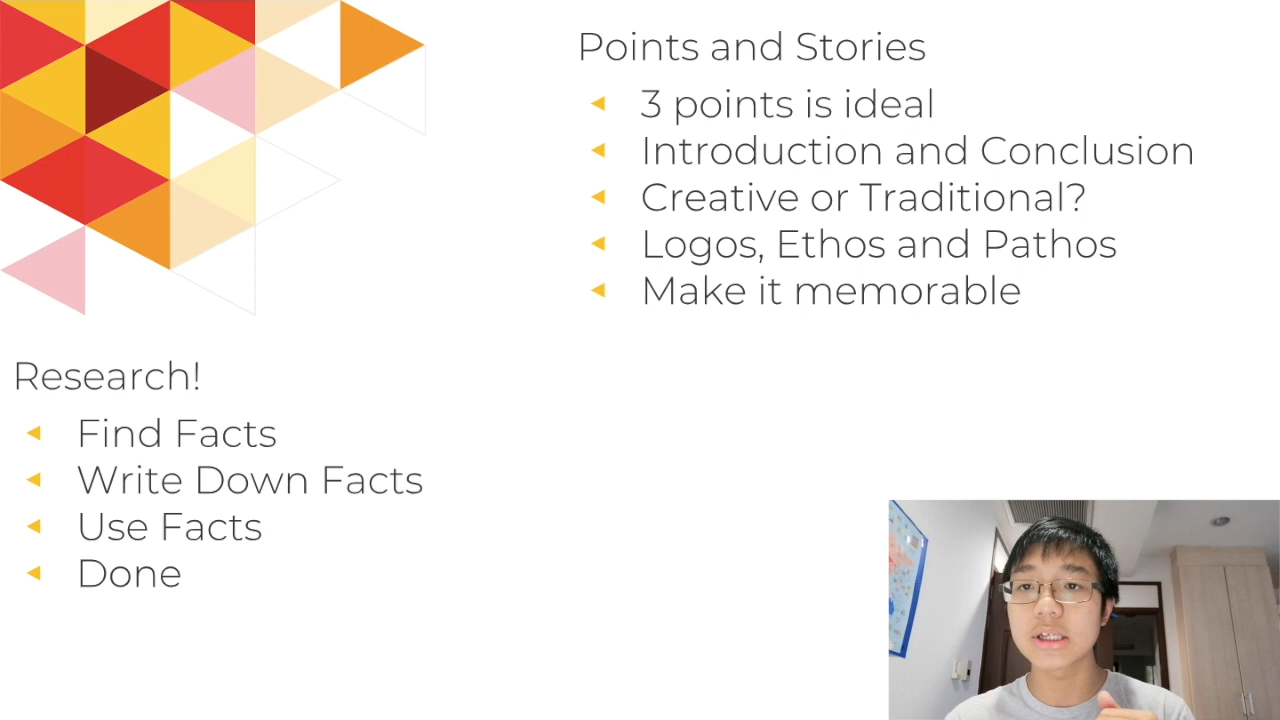 Points and Stories
3 points is ideal
Introduction and Conclusion
Creative or Traditional?
Logos, Ethos and Pathos
Make it memorable
Research!
Find Facts
Write Down Facts
Use Facts
Done